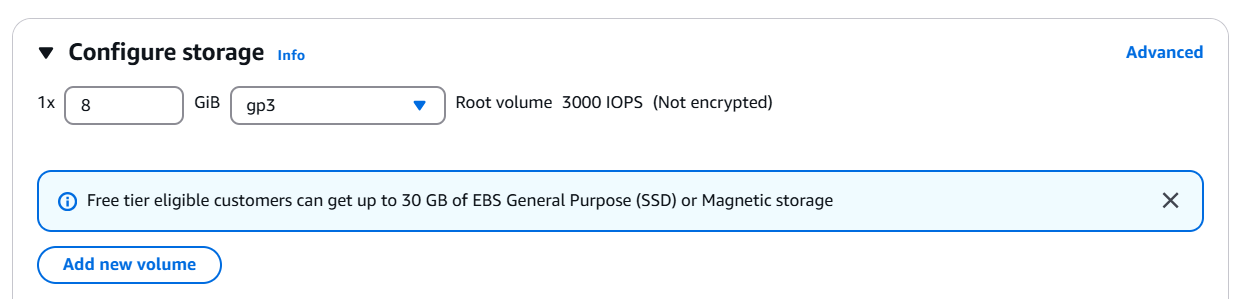 Configure storage Info Advanced
1x 8 GiB gp3 Root volume 3000 IOPS (Not encrypted)
Free tier eligible customers can get up to 30 GB of EBS General Purpose (SSD) or Magnetic storage
Add new volume